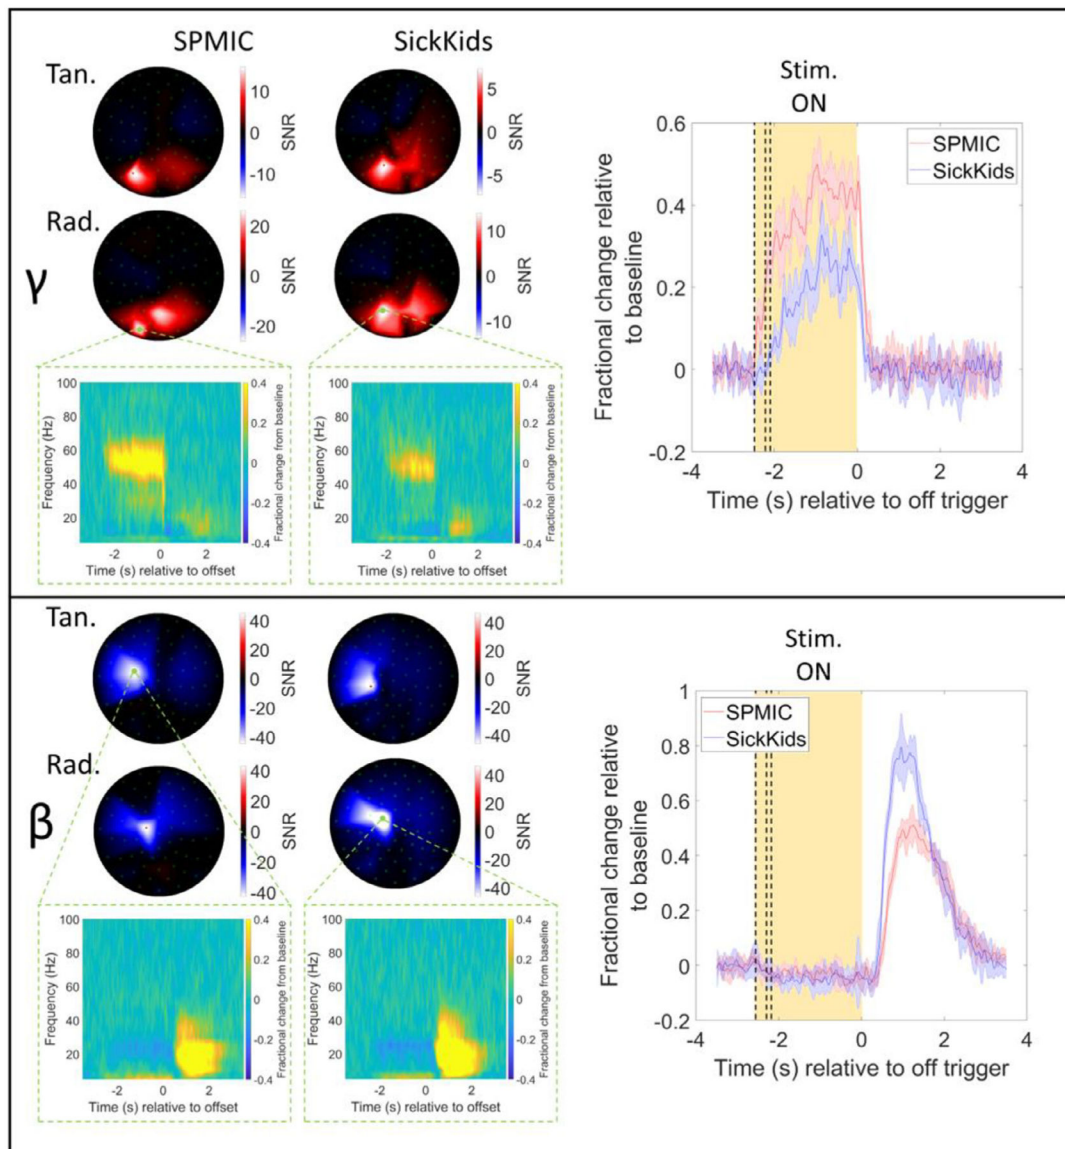 SPMIC SickKids
Tan.
10
0
-10
SNR
5
0
-5
SNR
Rad.
20
0
-20
SNR
10
0
-10
SNR
γ
100
80
60
40
20
Frequency (Hz)
-2 0 2
Time (s) relative to offset
0.4
0.2
0
-0.2
-0.4
Fractional change from baseline
100
80
60
40
20
Frequency (Hz)
-2 0 2
Time (s) relative to offset
0.4
0.2
0
-0.2
-0.4
Fractional change from baseline
Stim.
ON
SPMIC
SickKids
0.6
0.4
0.2
0
-0.2
Fractional change relative
to baseline
-4 -2 0 2 4
Time (s) relative to off trigger
Tan.
40
20
0
-20
-40
SNR
40
20
0
-20
-40
SNR
Rad.
40
20
0
-20
-40
SNR
40
20
0
-20
-40
SNR
β
100
80
60
40
20
Frequency (Hz)
-2 0 2
Time (s) relative to offset
0.4
0.2
0
-0.2
-0.4
Fractional change from baseline
100
80
60
40
20
Frequency (Hz)
-2 0 2
Time (s) relative to offset
0.4
0.2
0
-0.2
-0.4
Fractional change from baseline
Stim.
ON
SPMIC
SickKids
1
0.8
0.6
0.4
0.2
0
-0.2
Fractional change relative
to baseline
-4 -2 0 2 4
Time (s) relative to off trigger